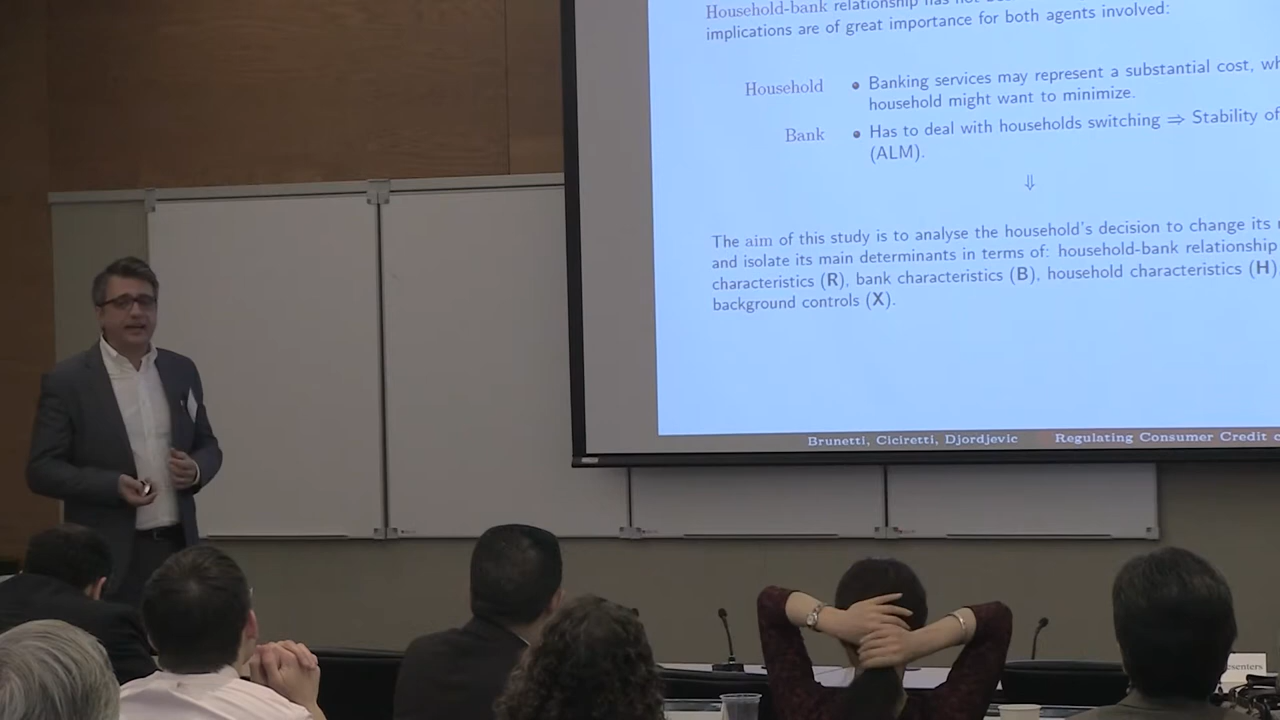 Household-bank relationship has not
implications are of great importance for both agents involved:
Household • Banking services may represent a substantial cost,
household might want to minimize.
Bank • Has to deal with households switching ⇒ Stability of
(ALM).
⇓
The aim of this study is to analyse the household's decision to change its
and isolate its main determinants in terms of: household-bank relationship
characteristics (R), bank characteristics (B), household characteristics (H)
background controls (X).
Brunetti, Ciciretti, Djordjevic Regulating Consumer Credit